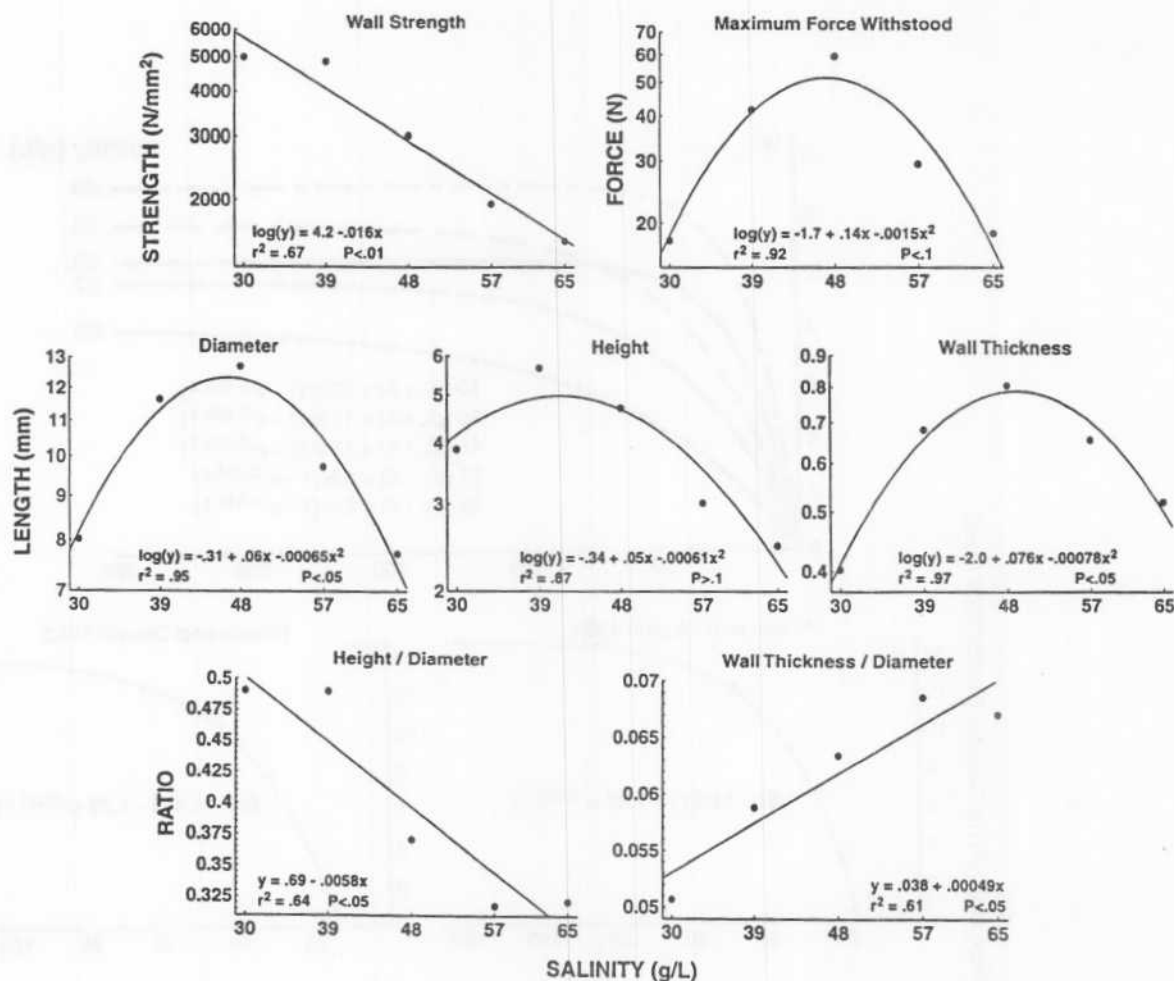 Wall Strength
STRENGTH (N/mm²)
6000
5000
4000
3000
2000
log(y) = 4.2 -.016x
r² = .67 P<.01
30 39 48 57 65
Maximum Force Withstood
FORCE (N)
70
60
50
40
30
20
log(y) = -1.7 + .14x -.0015x²
r² = .92 P<.1
30 39 48 57 65
Diameter
LENGTH (mm)
13
12
11
10
9
8
7
log(y) = -.31 + .06x -.00065x²
r² = .95 P<.05
30 39 48 57 65
Height
6
5
4
3
2
log(y) = -.34 + .05x -.00061x²
r² = .87 P>.1
30 39 48 57 65
Wall Thickness
0.9
0.8
0.7
0.6
0.5
0.4
log(y) = -2.0 + .076x -.00078x²
r² = .97 P<.05
30 39 48 57 65
Height / Diameter
RATIO
0.5
0.475
0.45
0.425
0.4
0.375
0.35
0.325
y = .69 - .0058x
r² = .64 P<.05
30 39 48 57 65
Wall Thickness / Diameter
0.07
0.065
0.06
0.055
0.05
y = .038 + .00049x
r² = .61 P<.05
30 39 48 57 65
SALINITY (g/L)